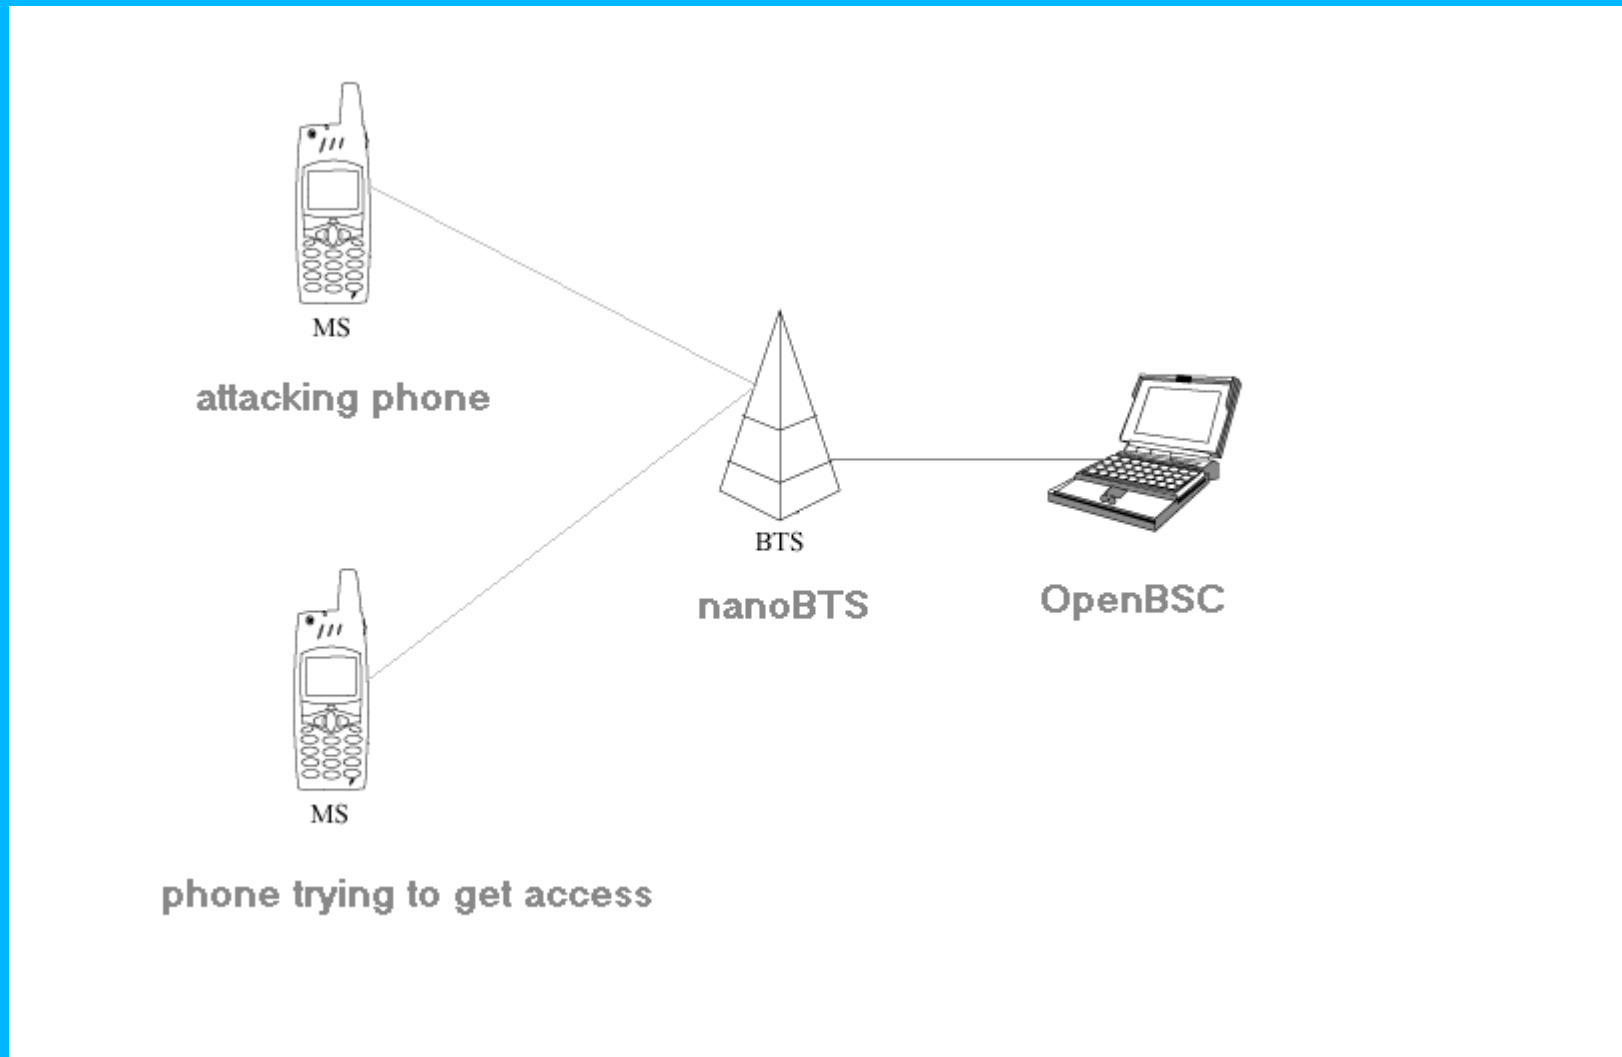 MS
attacking phone
BTS
nanoBTS
OpenBSC
MS
phone trying to get access